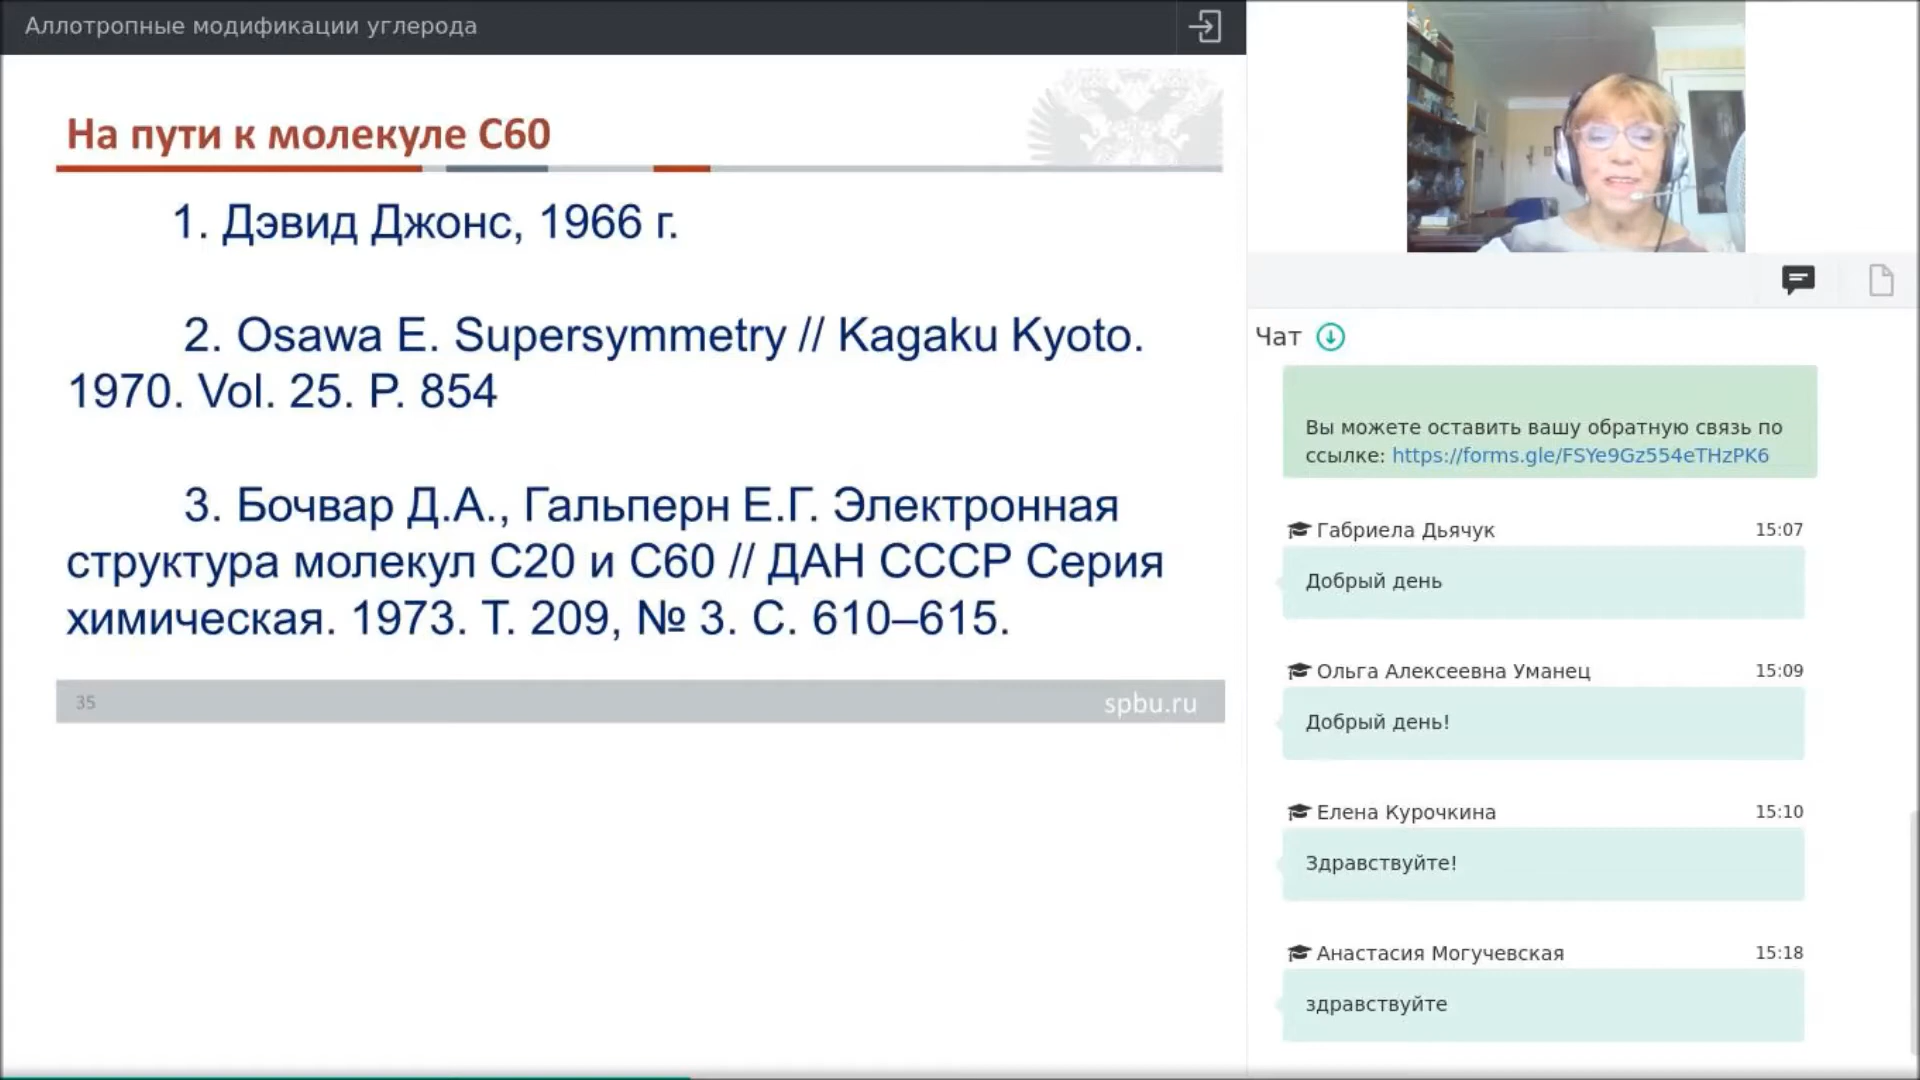 Аллотропные модификации углерода
На пути к молекуле С60
1. Дэвид Джонс, 1966 г.
2. Osawa E. Supersymmetry // Kagaku Kyoto.
1970. Vol. 25. P. 854
3. Бочвар Д.А., Гальперн Е.Г. Электронная
структура молекул С20 и С60 // ДАН СССР Серия
химическая. 1973. Т. 209, № 3. С. 610–615.
35
spbu.ru
Чат
Вы можете оставить вашу обратную связь по
ссылке: https://forms.gle/FSYe9Gz554eTHzPK6
Габриела Дьячук 15:07
Добрый день
Ольга Алексеевна Уманец 15:09
Добрый день!
Елена Курочкина 15:10
Здравствуйте!
Анастасия Могучевская 15:18
здравствуйте